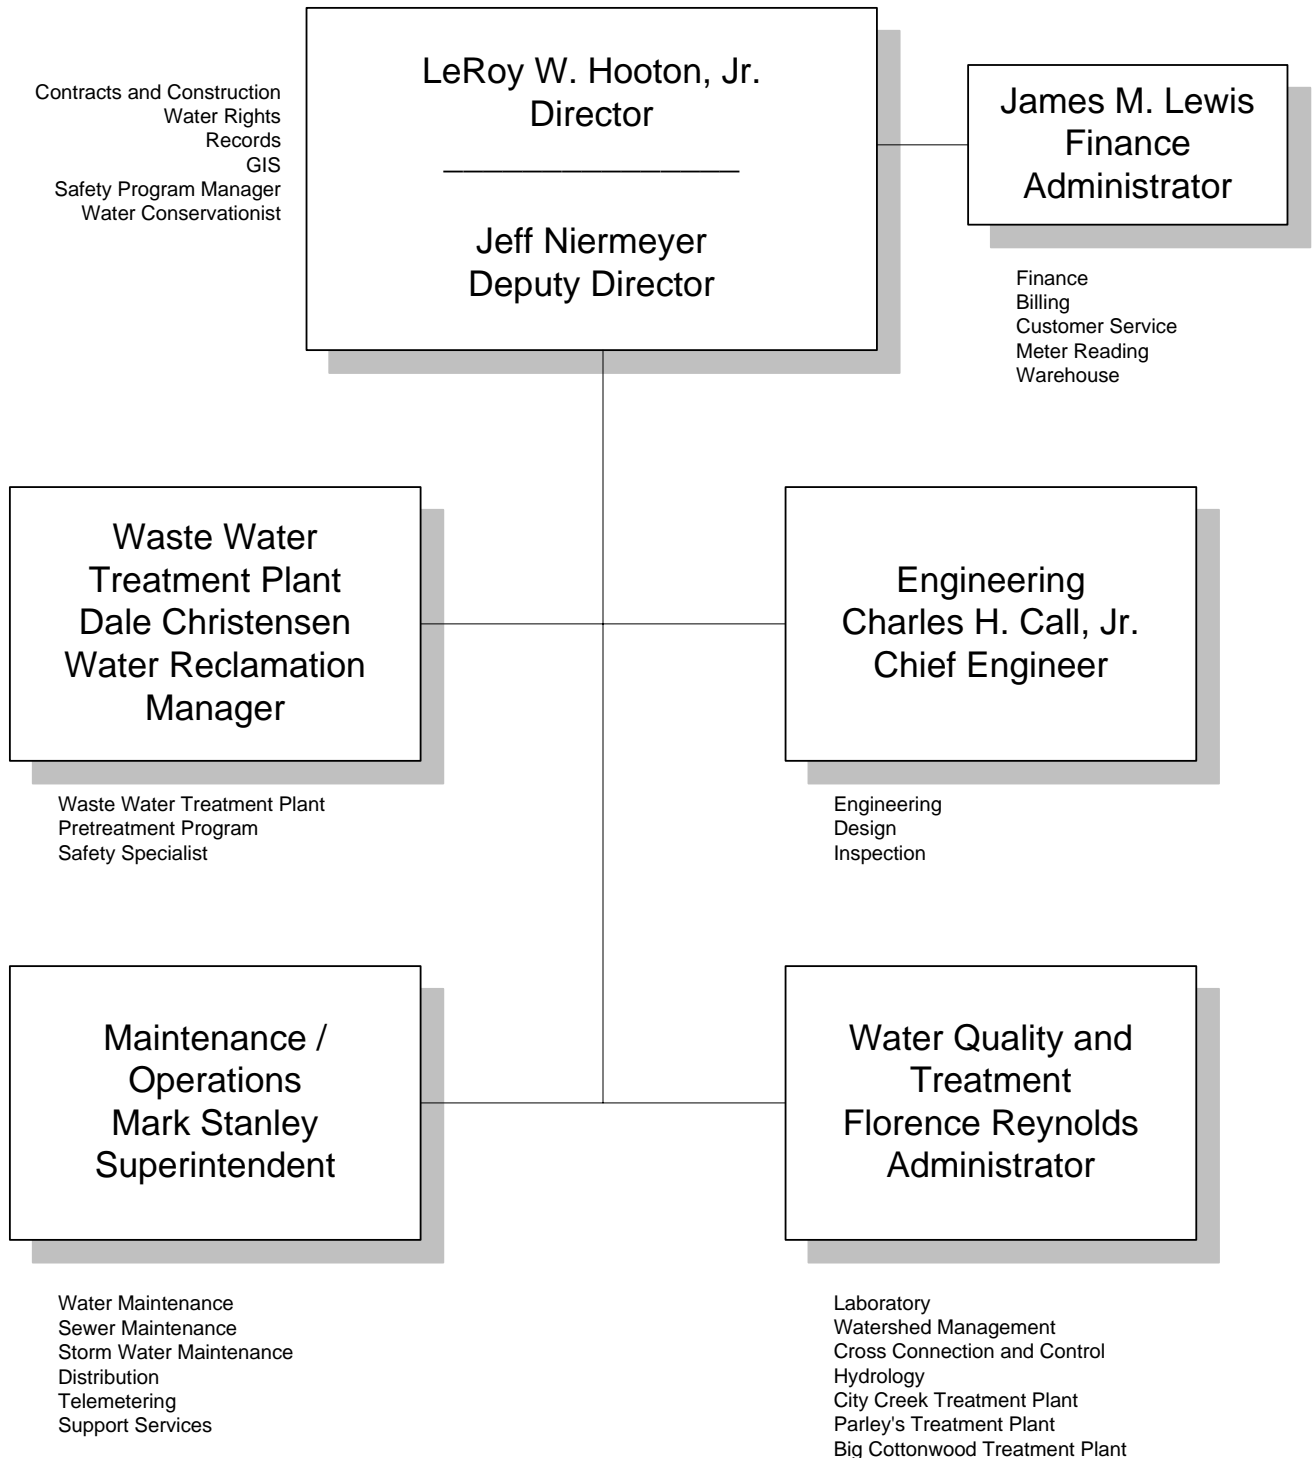 Contracts and Construction
Water Rights
Records
GIS
Safety Program Manager
Water Conservationist
LeRoy W. Hooton, Jr.
Director
Jeff Niermeyer
Deputy Director
James M. Lewis
Finance
Administrator
Finance
Billing
Customer Service
Meter Reading
Warehouse
Waste Water
Treatment Plant
Dale Christensen
Water Reclamation
Manager
Waste Water Treatment Plant
Pretreatment Program
Safety Specialist
Engineering
Charles H. Call, Jr.
Chief Engineer
Engineering
Design
Inspection
Maintenance /
Operations
Mark Stanley
Superintendent
Water Maintenance
Sewer Maintenance
Storm Water Maintenance
Distribution
Telemetering
Support Services
Water Quality and
Treatment
Florence Reynolds
Administrator
Laboratory
Watershed Management
Cross Connection and Control
Hydrology
City Creek Treatment Plant
Parley's Treatment Plant
Big Cottonwood Treatment Plant